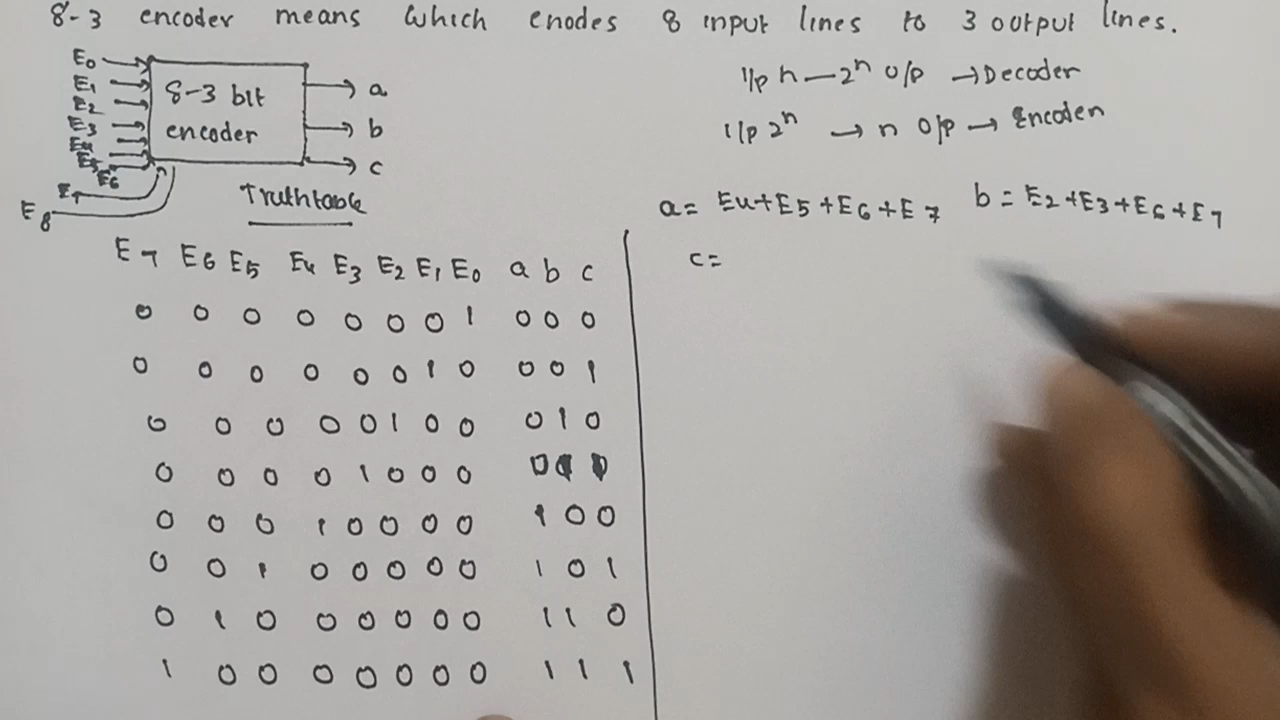 8-3 encoder means which enodes 8 input lines to 3 output lines.
E0
E1
E2
E3
E4
E5
E6
E7
E8
8-3 bit
encoder
a
b
c
I/p n — 2^n O/p → Decoder
I/p 2^n → n O/p → Encoder
Truthtable
a = E4 + E5 + E6 + E7 b = E2 + E3 + E6 + E7
c =
E7 E6 E5 E4 E3 E2 E1 E0 a b c
0 0 0 0 0 0 0 1 0 0 0
0 0 0 0 0 0 1 0 0 0 1
0 0 0 0 0 1 0 0 0 1 0
0 0 0 0 1 0 0 0 0
0 0 0 1 0 0 0 0 1 0 0
0 0 1 0 0 0 0 0 1 0 1
0 1 0 0 0 0 0 0 1 1 0
1 0 0 0 0 0 0 0 1 1 1